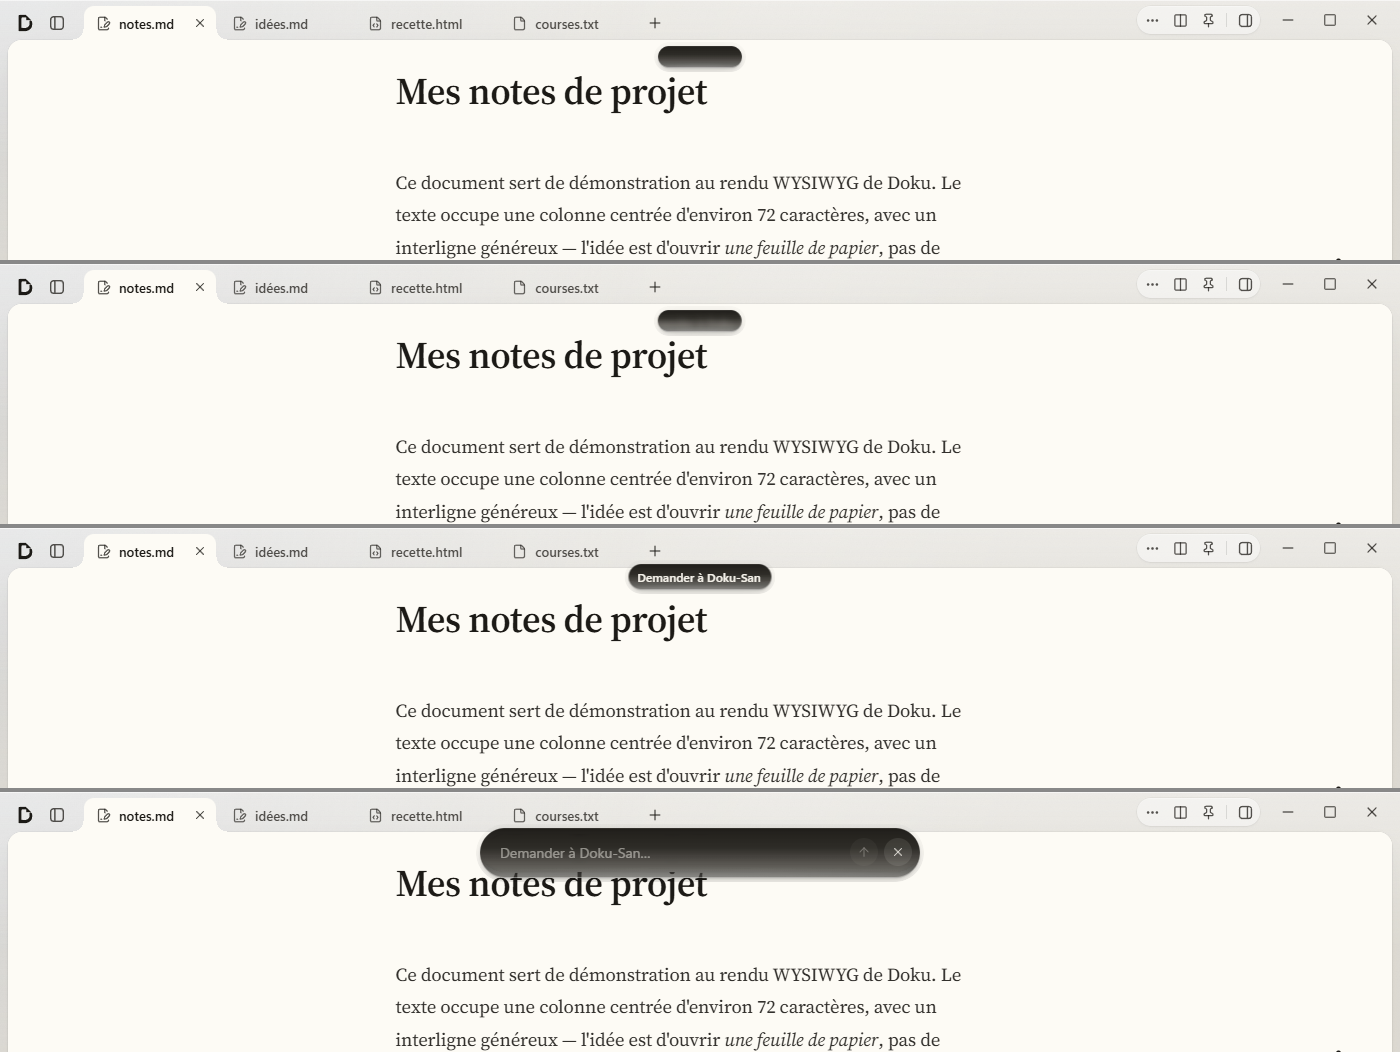 notes.md idées.md recette.html courses.txt
Mes notes de projet
Ce document sert de démonstration au rendu WYSIWYG de Doku. Le
texte occupe une colonne centrée d'environ 72 caractères, avec un
interligne généreux — l'idée est d'ouvrir une feuille de papier, pas de
notes.md idées.md recette.html courses.txt
Mes notes de projet
Ce document sert de démonstration au rendu WYSIWYG de Doku. Le
texte occupe une colonne centrée d'environ 72 caractères, avec un
interligne généreux — l'idée est d'ouvrir une feuille de papier, pas de
notes.md idées.md recette.html courses.txt
Demander à Doku-San
Mes notes de projet
Ce document sert de démonstration au rendu WYSIWYG de Doku. Le
texte occupe une colonne centrée d'environ 72 caractères, avec un
interligne généreux — l'idée est d'ouvrir une feuille de papier, pas de
notes.md idées.md recette.html courses.txt
Demander à Doku-San...
Mes notes de projet
Ce document sert de démonstration au rendu WYSIWYG de Doku. Le
texte occupe une colonne centrée d'environ 72 caractères, avec un
interligne généreux — l'idée est d'ouvrir une feuille de papier, pas de